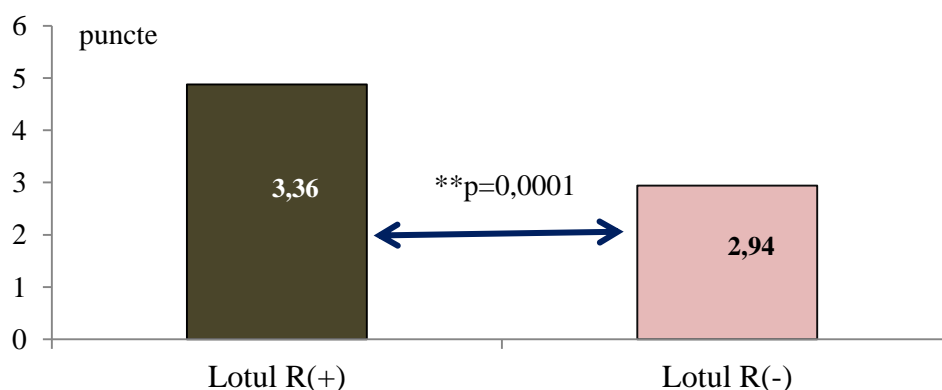 6
puncte
5
4
3
2
1
0
3,36
**p=0,0001
2,94
Lotul R(+)
Lotul R(-)